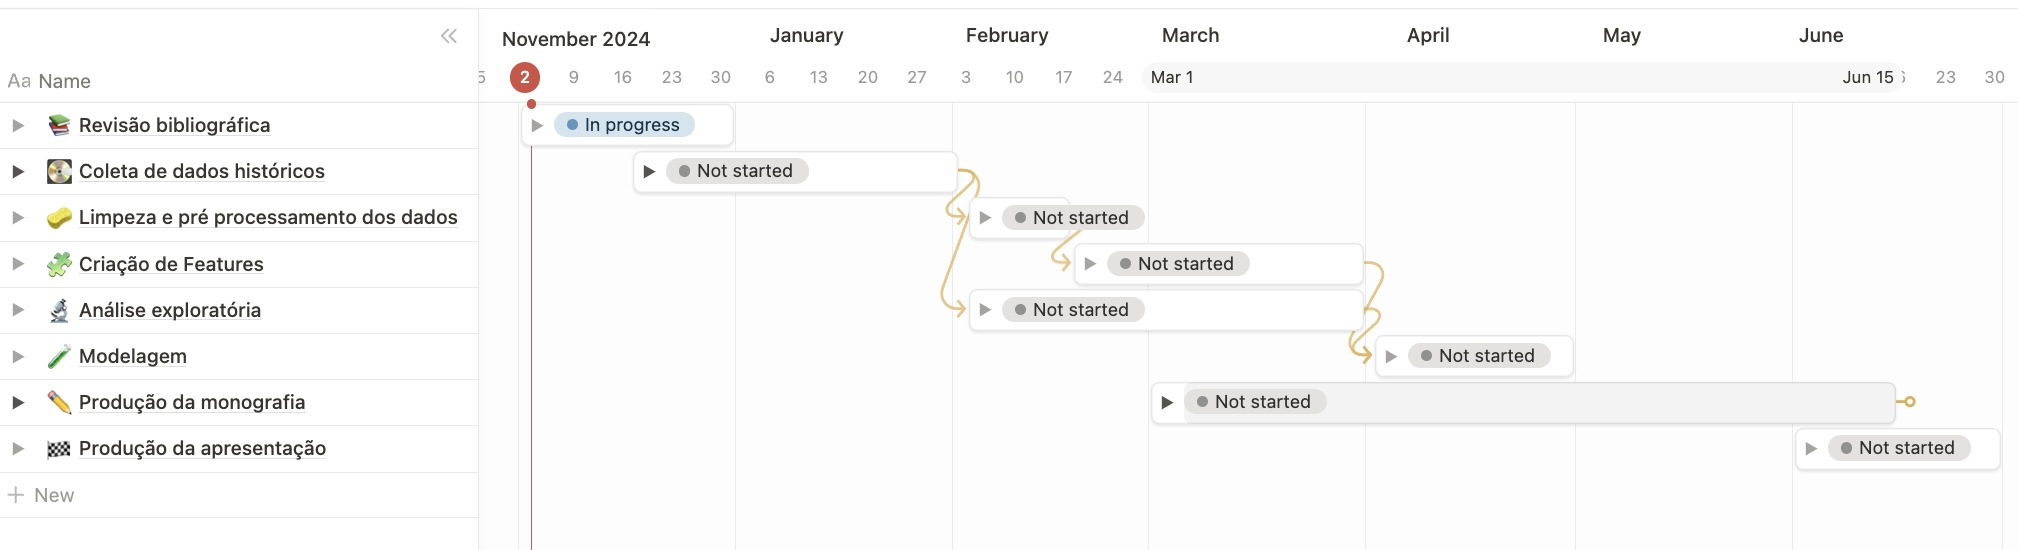 November 2024 January February March April May June
Aa Name
5 2 9 16 23 30 6 13 20 27 3 10 17 24 Mar 1 Jun 15 23 30
Revisão bibliográfica In progress
Coleta de dados históricos Not started
Limpeza e pré processamento dos dados Not started
Criação de Features Not started
Análise exploratória Not started
Modelagem Not started
Produção da monografia Not started
Produção da apresentação Not started
New